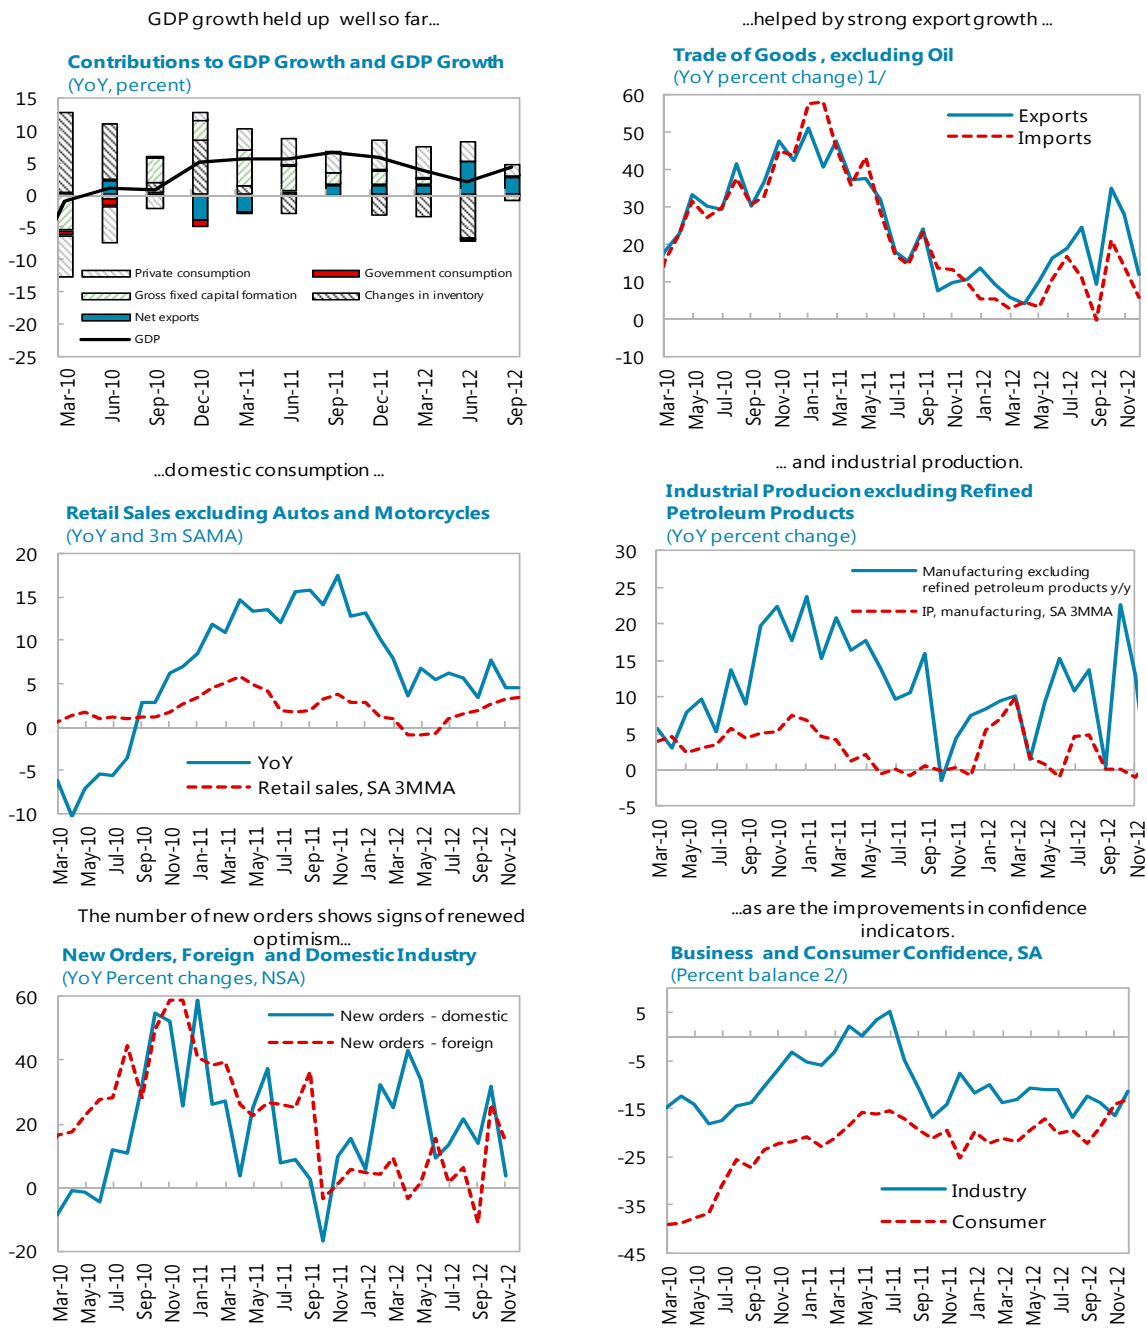 GDP growth held up well so far...
Contributions to GDP Growth and GDP Growth
(YoY, percent)
15
10
5
0
-5
-10
-15
-20
-25
Private consumption
Government consumption
Gross fixed capital formation
Changes in inventory
Net exports
GDP
Mar-10
Jun-10
Sep-10
Dec-10
Mar-11
Jun-11
Sep-11
Dec-11
Mar-12
Jun-12
Sep-12
...helped by strong export growth ...
Trade of Goods , excluding Oil
(YoY percent change) 1/
60
50
40
30
20
10
0
-10
Exports
Imports
Mar-10
May-10
Jul-10
Sep-10
Nov-10
Jan-11
Mar-11
May-11
Jul-11
Sep-11
Nov-11
Jan-12
Mar-12
May-12
Jul-12
Sep-12
Nov-12
...domestic consumption ...
Retail Sales excluding Autos and Motorcycles
(YoY and 3m SAMA)
20
15
10
5
0
-5
-10
YoY
Retail sales, SA 3MMA
Mar-10
May-10
Jul-10
Sep-10
Nov-10
Jan-11
Mar-11
May-11
Jul-11
Sep-11
Nov-11
Jan-12
Mar-12
May-12
Jul-12
Sep-12
Nov-12
... and industrial production.
Industrial Producion excluding Refined
Petroleum Products
(YoY percent change)
30
25
20
15
10
5
0
-5
Manufacturing excluding
refined petroleum products y/y
IP, manufacturing, SA 3MMA
Mar-10
May-10
Jul-10
Sep-10
Nov-10
Jan-11
Mar-11
May-11
Jul-11
Sep-11
Nov-11
Jan-12
Mar-12
May-12
Jul-12
Sep-12
Nov-12
The number of new orders shows signs of renewed
optimism...
New Orders, Foreign and Domestic Industry
(YoY Percent changes, NSA)
60
40
20
0
-20
New orders - domestic
New orders - foreign
Mar-10
May-10
Jul-10
Sep-10
Nov-10
Jan-11
Mar-11
May-11
Jul-11
Sep-11
Nov-11
Jan-12
Mar-12
May-12
Jul-12
Sep-12
Nov-12
...as are the improvements in confidence
indicators.
Business and Consumer Confidence, SA
(Percent balance 2/)
5
-5
-15
-25
-35
-45
Industry
Consumer
Mar-10
May-10
Jul-10
Sep-10
Nov-10
Jan-11
Mar-11
May-11
Jul-11
Sep-11
Nov-11
Jan-12
Mar-12
May-12
Jul-12
Sep-12
Nov-12